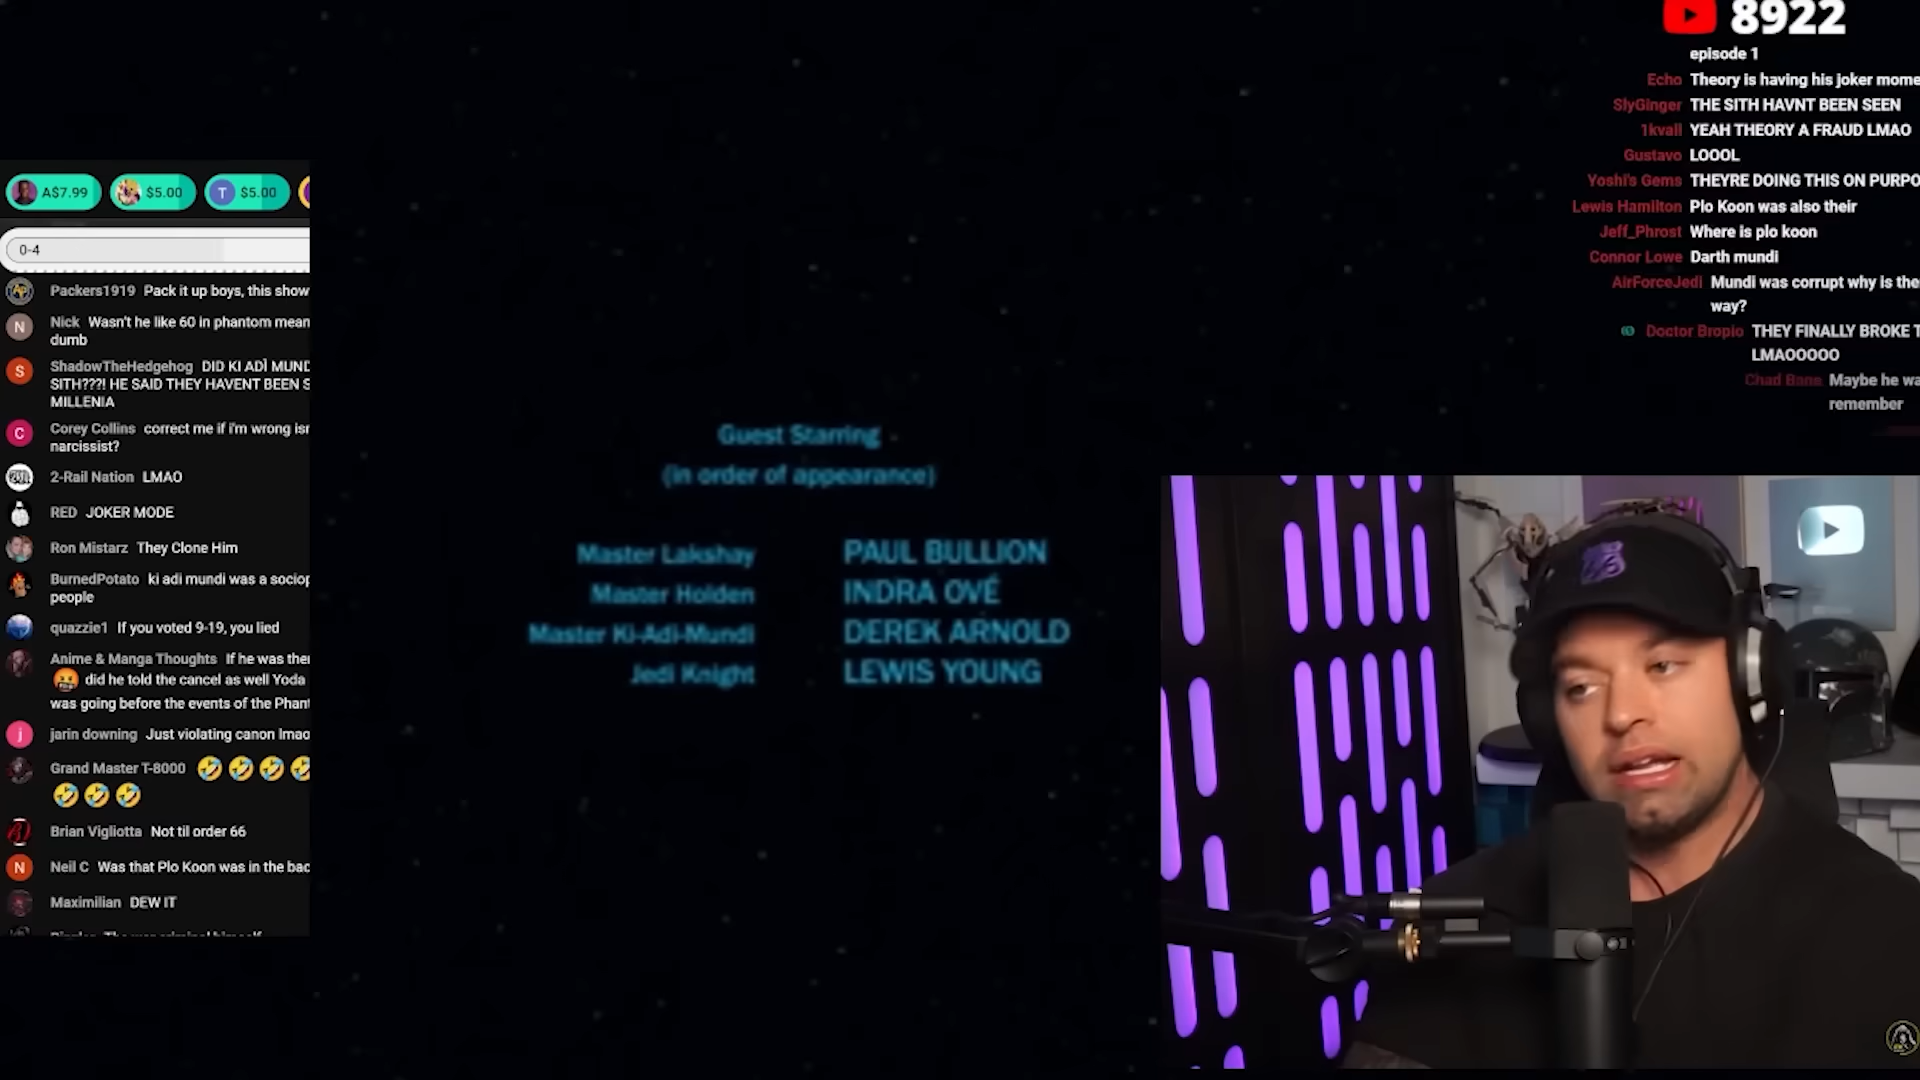 8922
episode 1
Echo Theory is having his joker mome
SlyGinger THE SITH HAVNT BEEN SEEN
1kvall YEAH THEORY A FRAUD LMAO
Gustavo LOOOL
Yoshi's Gems THEYRE DOING THIS ON PURPO
Lewis Hamilton Plo Koon was also their
Jeff_Phrost Where is plo koon
Connor Lowe Darth mundi
AirForceJedi Mundi was corrupt why is the
way?
Doctor Bropio THEY FINALLY BROKE T
LMAOOOOO
Chad Bane Maybe he wa
remember
A$7.99 $5.00 T $5.00
0-4
Packers1919 Pack it up boys, this show
N Nick Wasn't he like 60 in phantom mean
dumb
S ShadowTheHedgehog DID KI ADÌ MUND
SITH???! HE SAID THEY HAVENT BEEN S
MILLENIA
C Corey Collins correct me if i'm wrong isn
narcissist?
2-Rail Nation LMAO
RED JOKER MODE
Ron Mistarz They Clone Him
BurnedPotato ki adi mundi was a sociop
people
quazzie1 If you voted 9-19, you lied
Anime & Manga Thoughts If he was ther
did he told the cancel as well Yoda
was going before the events of the Phant
j jarin downing Just violating canon lmao
Grand Master T-8000
Brian Vigliotta Not til order 66
N Neil C Was that Plo Koon was in the bac
Maximilian DEW IT
Guest Starring
(in order of appearance)
Master Lakshay PAUL BULLION
Master Holden INDRA OVÉ
Master Ki-Adi-Mundi DEREK ARNOLD
Jedi Knight LEWIS YOUNG